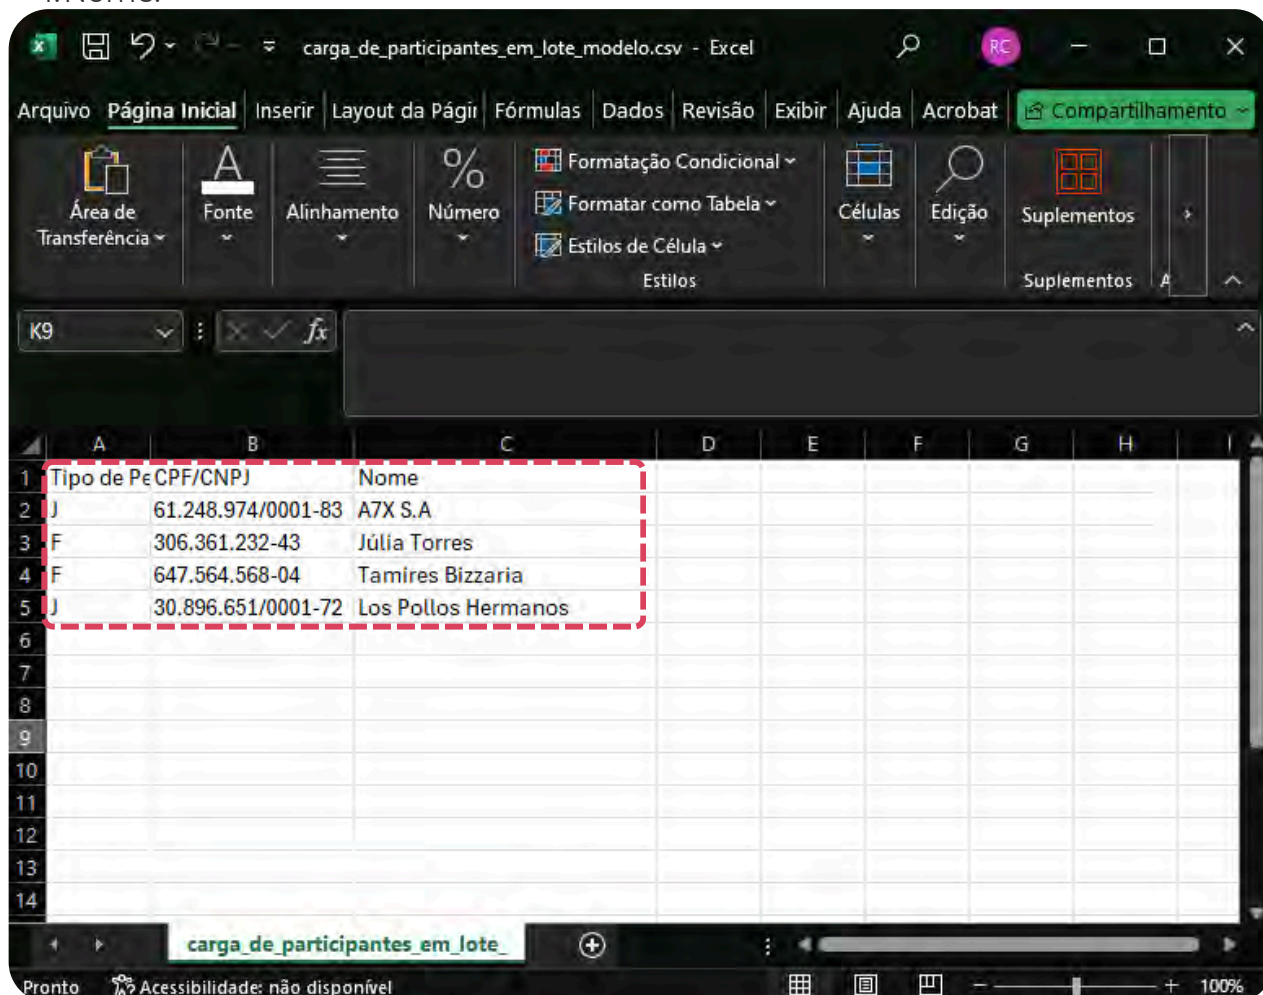 carga_de_participantes_em_lote_modelo.csv - Excel RC
Arquivo Página Inicial Inserir Layout da Págir Fórmulas Dados Revisão Exibir Ajuda Acrobat Compartilhamento
Área de Transferência
Fonte
Alinhamento
%
Número
Formatação Condicional
Formatar como Tabela
Estilos de Célula
Estilos
Células
Edição
Suplementos
Suplementos
K9 fx
A B C D E F G H I
1 Tipo de Pe CPF/CNPJ Nome
2 J 61.248.974/0001-83 A7X S.A
3 F 306.361.232-43 Júlia Torres
4 F 647.564.568-04 Tamires Bizzaria
5 J 30.896.651/0001-72 Los Pollos Hermanos
6
7
8
9
10
11
12
13
14
carga_de_participantes_em_lote_
Pronto Acessibilidade: não disponível 100%